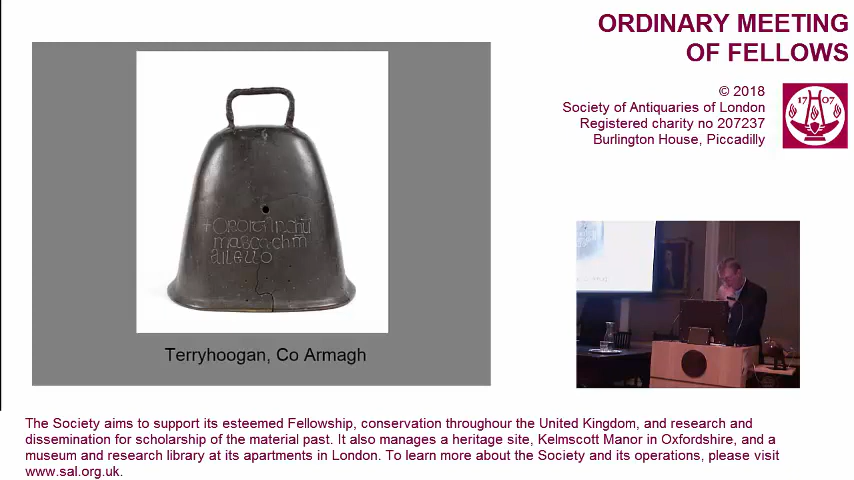 ORDINARY MEETING
OF FELLOWS
© 2018
Society of Antiquaries of London
Registered charity no 207237
Burlington House, Piccadilly
17 07
Terryhoogan, Co Armagh
The Society aims to support its esteemed Fellowship, conservation throughour the United Kingdom, and research and
dissemination for scholarship of the material past. It also manages a heritage site, Kelmscott Manor in Oxfordshire, and a
museum and research library at its apartments in London. To learn more about the Society and its operations, please visit
www.sal.org.uk.